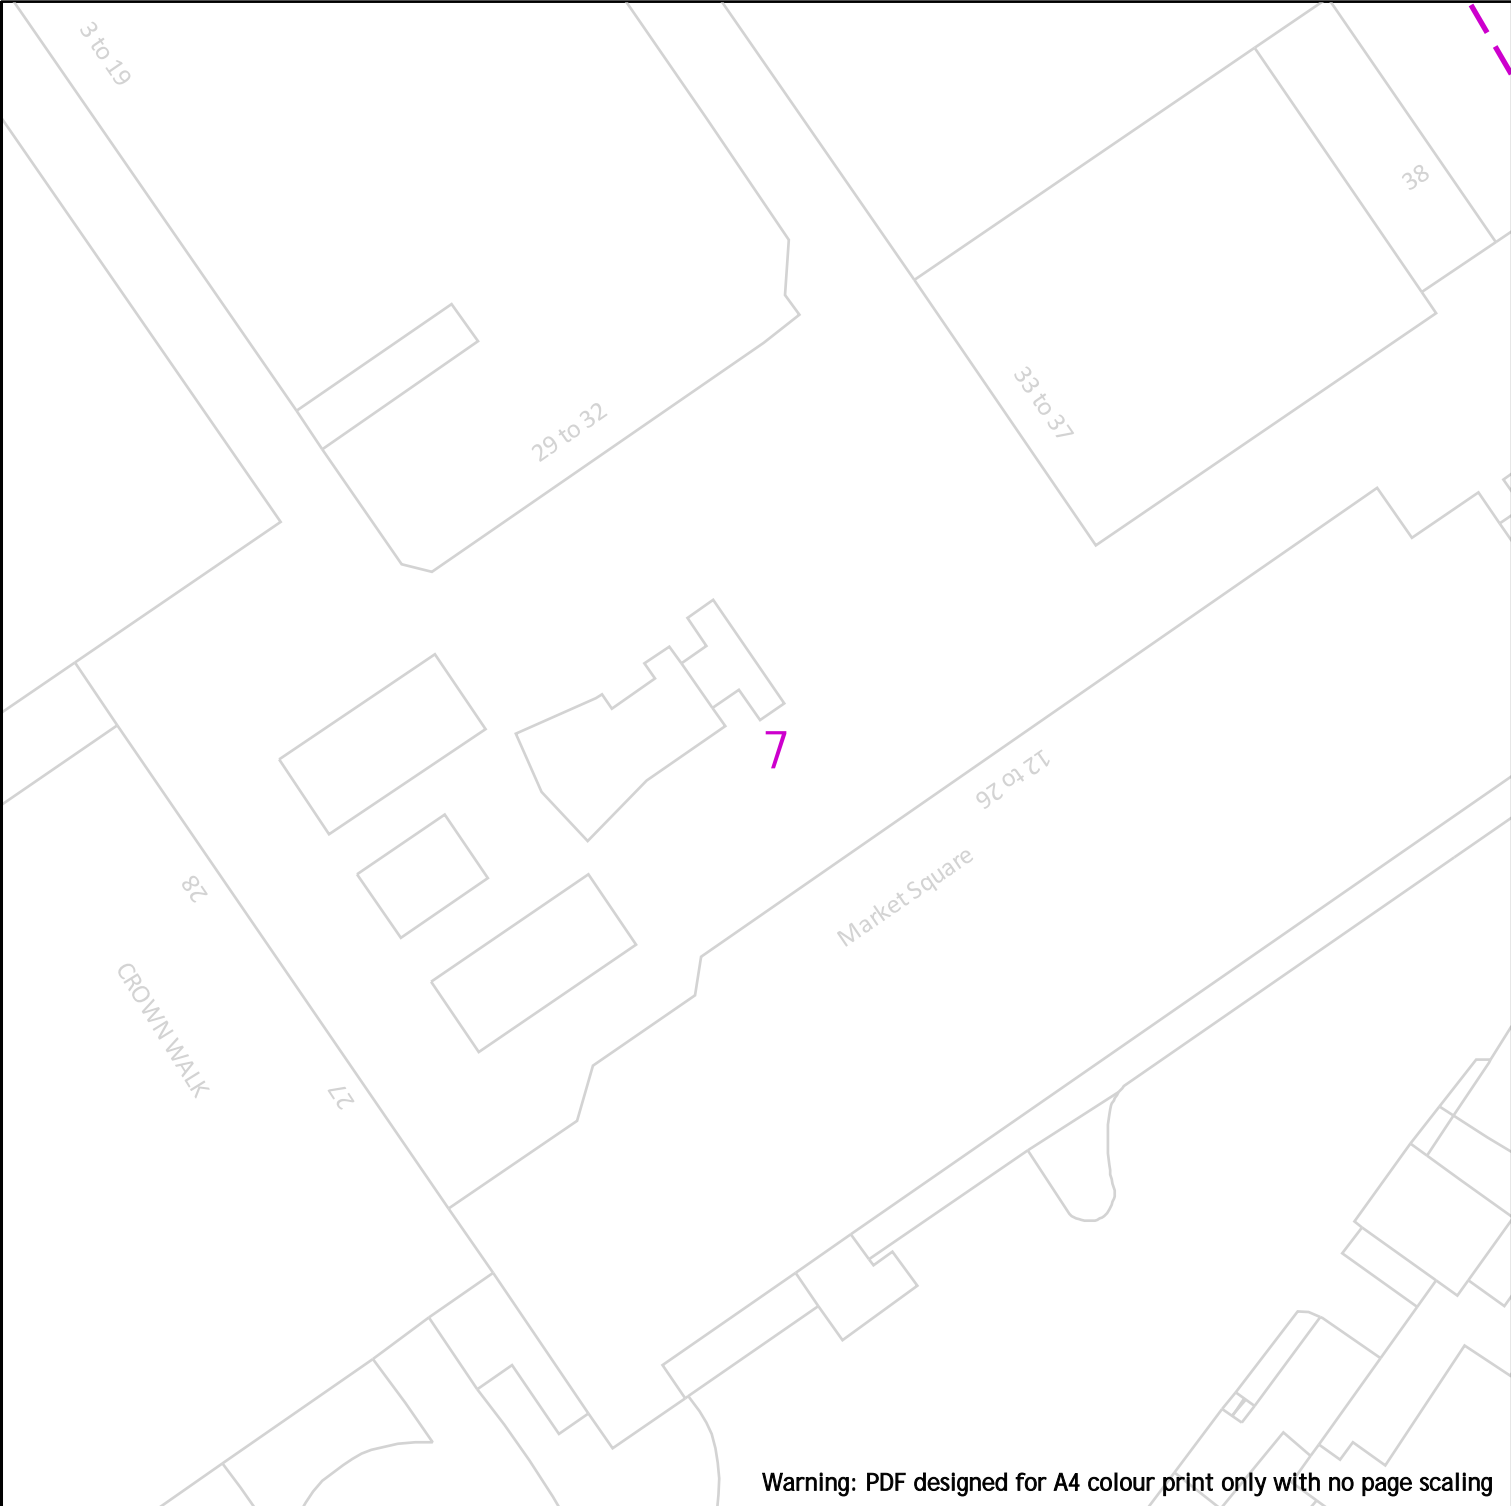 3 to 19
38
33 to 37
29 to 32
7
12 to 26
Market Square
28
CROWN WALK
27
Warning: PDF designed for A4 colour print only with no page scaling